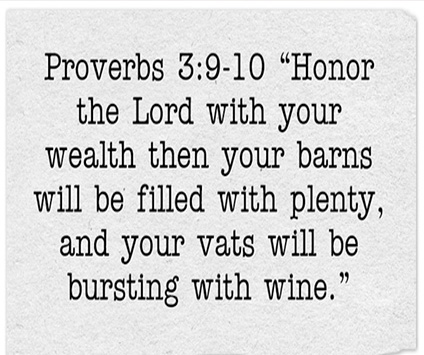 Proverbs 3:9-10 “Honor
the Lord with your
wealth then your barns
will be filled with plenty,
and your vats will be
bursting with wine.”